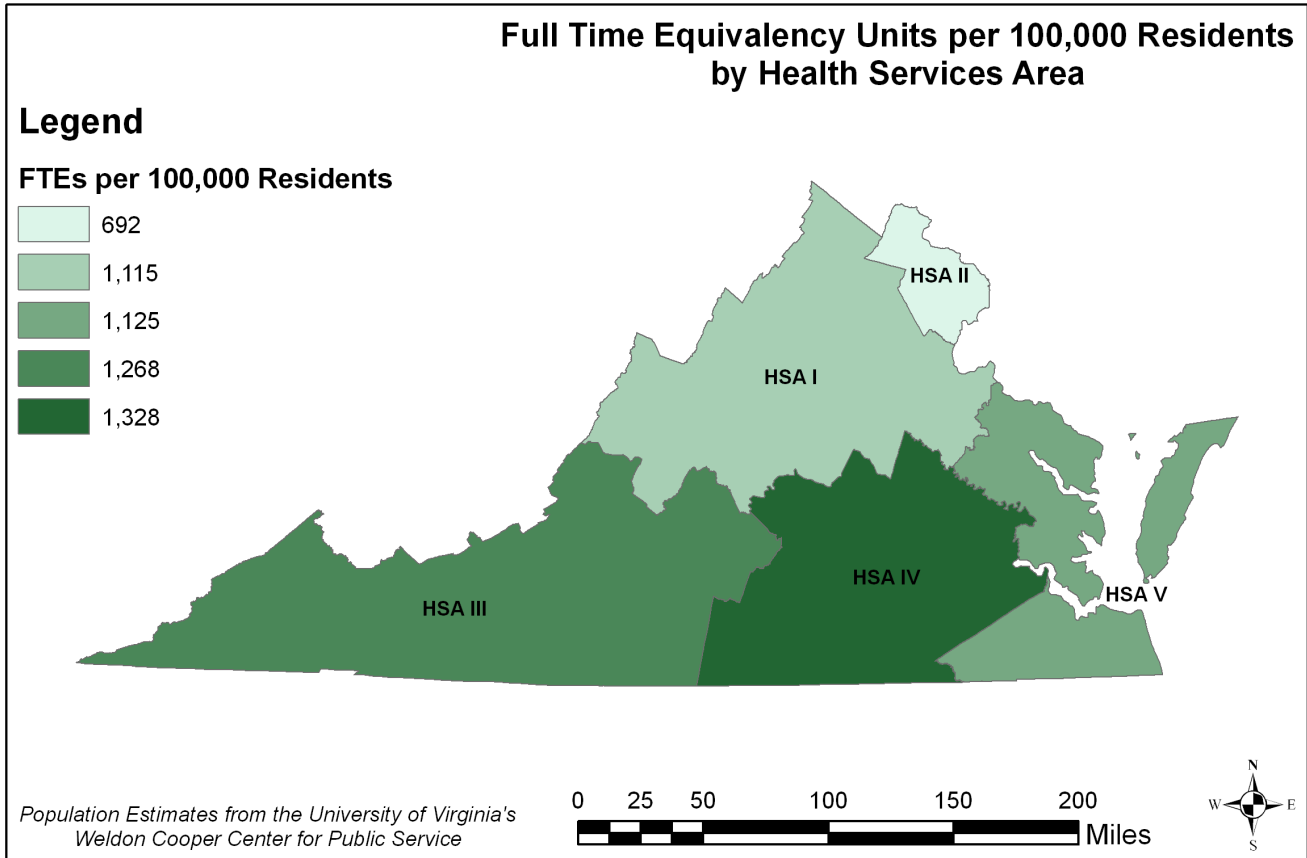 Full Time Equivalency Units per 100,000 Residents
by Health Services Area
Legend
FTEs per 100,000 Residents
692
1,115
1,125
1,268
1,328
HSA II
HSA I
HSA IV
HSA III
HSA V
Population Estimates from the University of Virginia's
Weldon Cooper Center for Public Service
0 25 50 100 150 200
Miles
N
W E
S